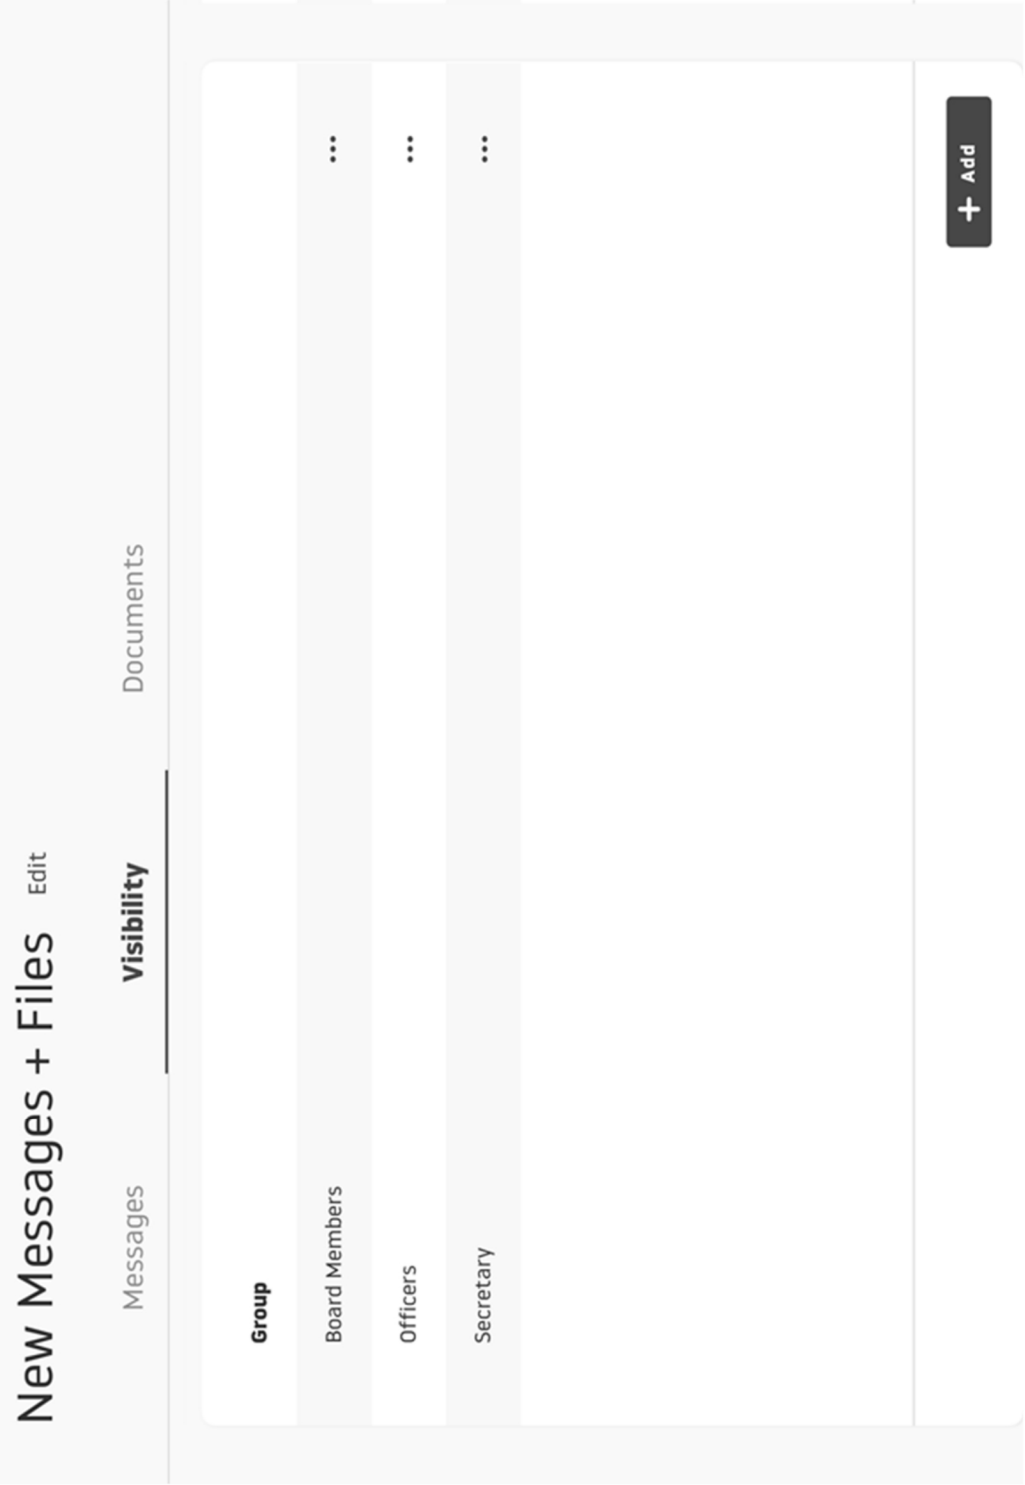 New Messages + Files Edit
Messages Visibility Documents
Group
Board Members
Officers
Secretary
Add